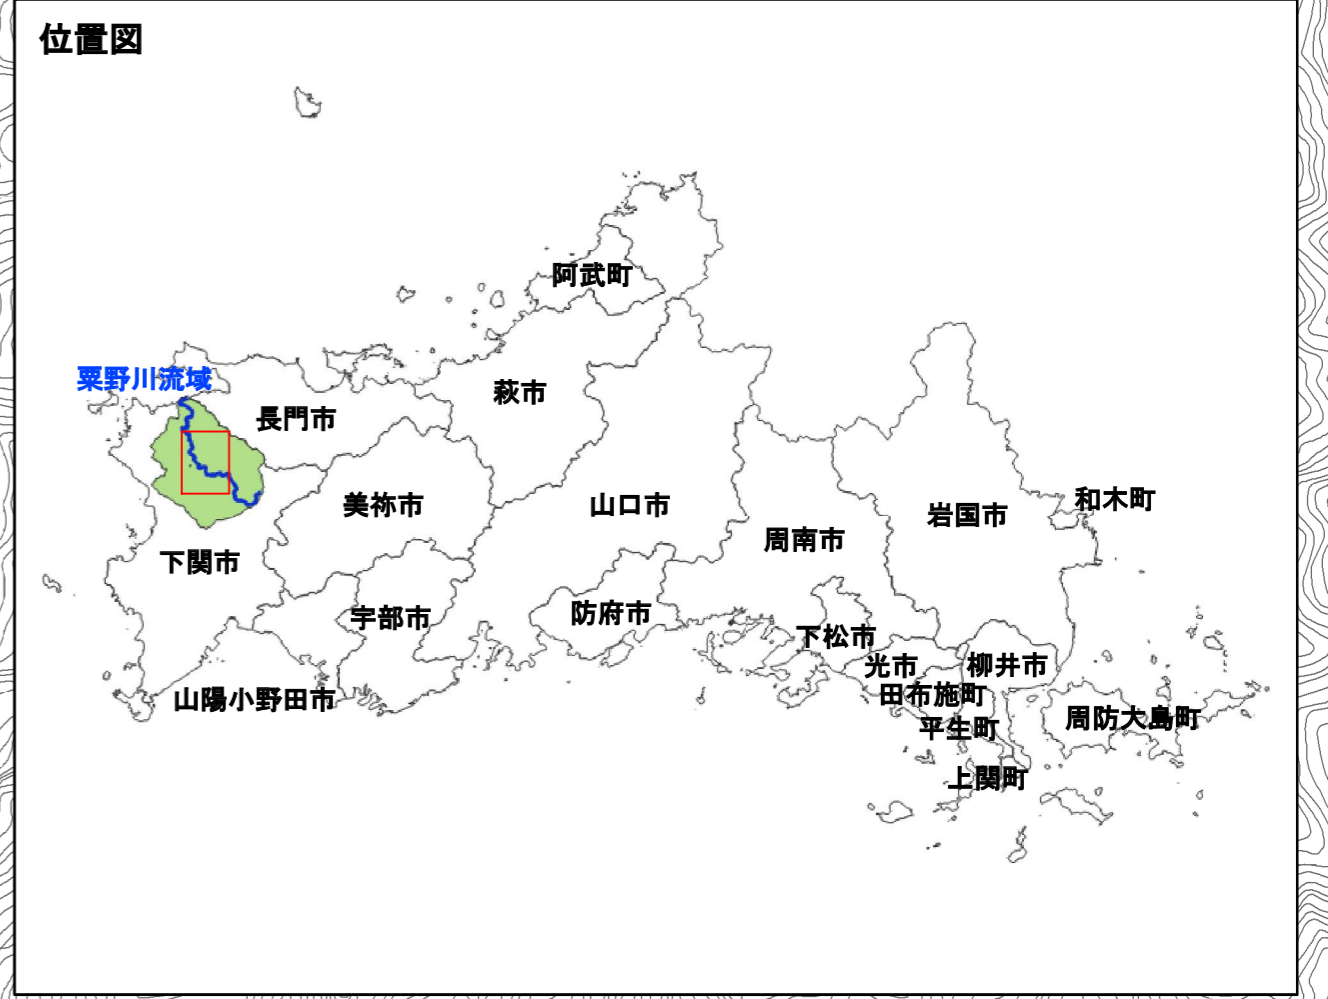 位置図
阿武町
粟野川流域
萩市
長門市
美祢市
山口市
和木町
岩国市
周南市
下関市
防府市
宇部市
下松市
光市
柳井市
田布施町
山陽小野田市
周防大島町
平生町
上関町